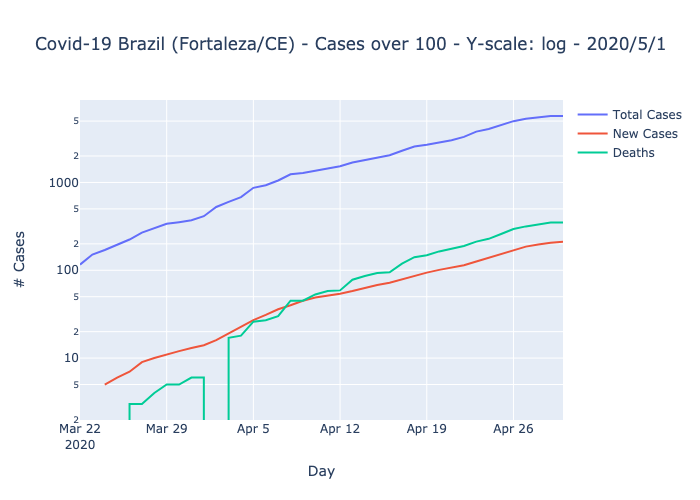 Covid-19 Brazil (Fortaleza/CE) - Cases over 100 - Y-scale: log - 2020/5/1
Total Cases
New Cases
Deaths
# Cases
5
2
1000
5
2
100
5
2
10
5
2
Mar 22
2020
Mar 29
Apr 5
Apr 12
Apr 19
Apr 26
Day